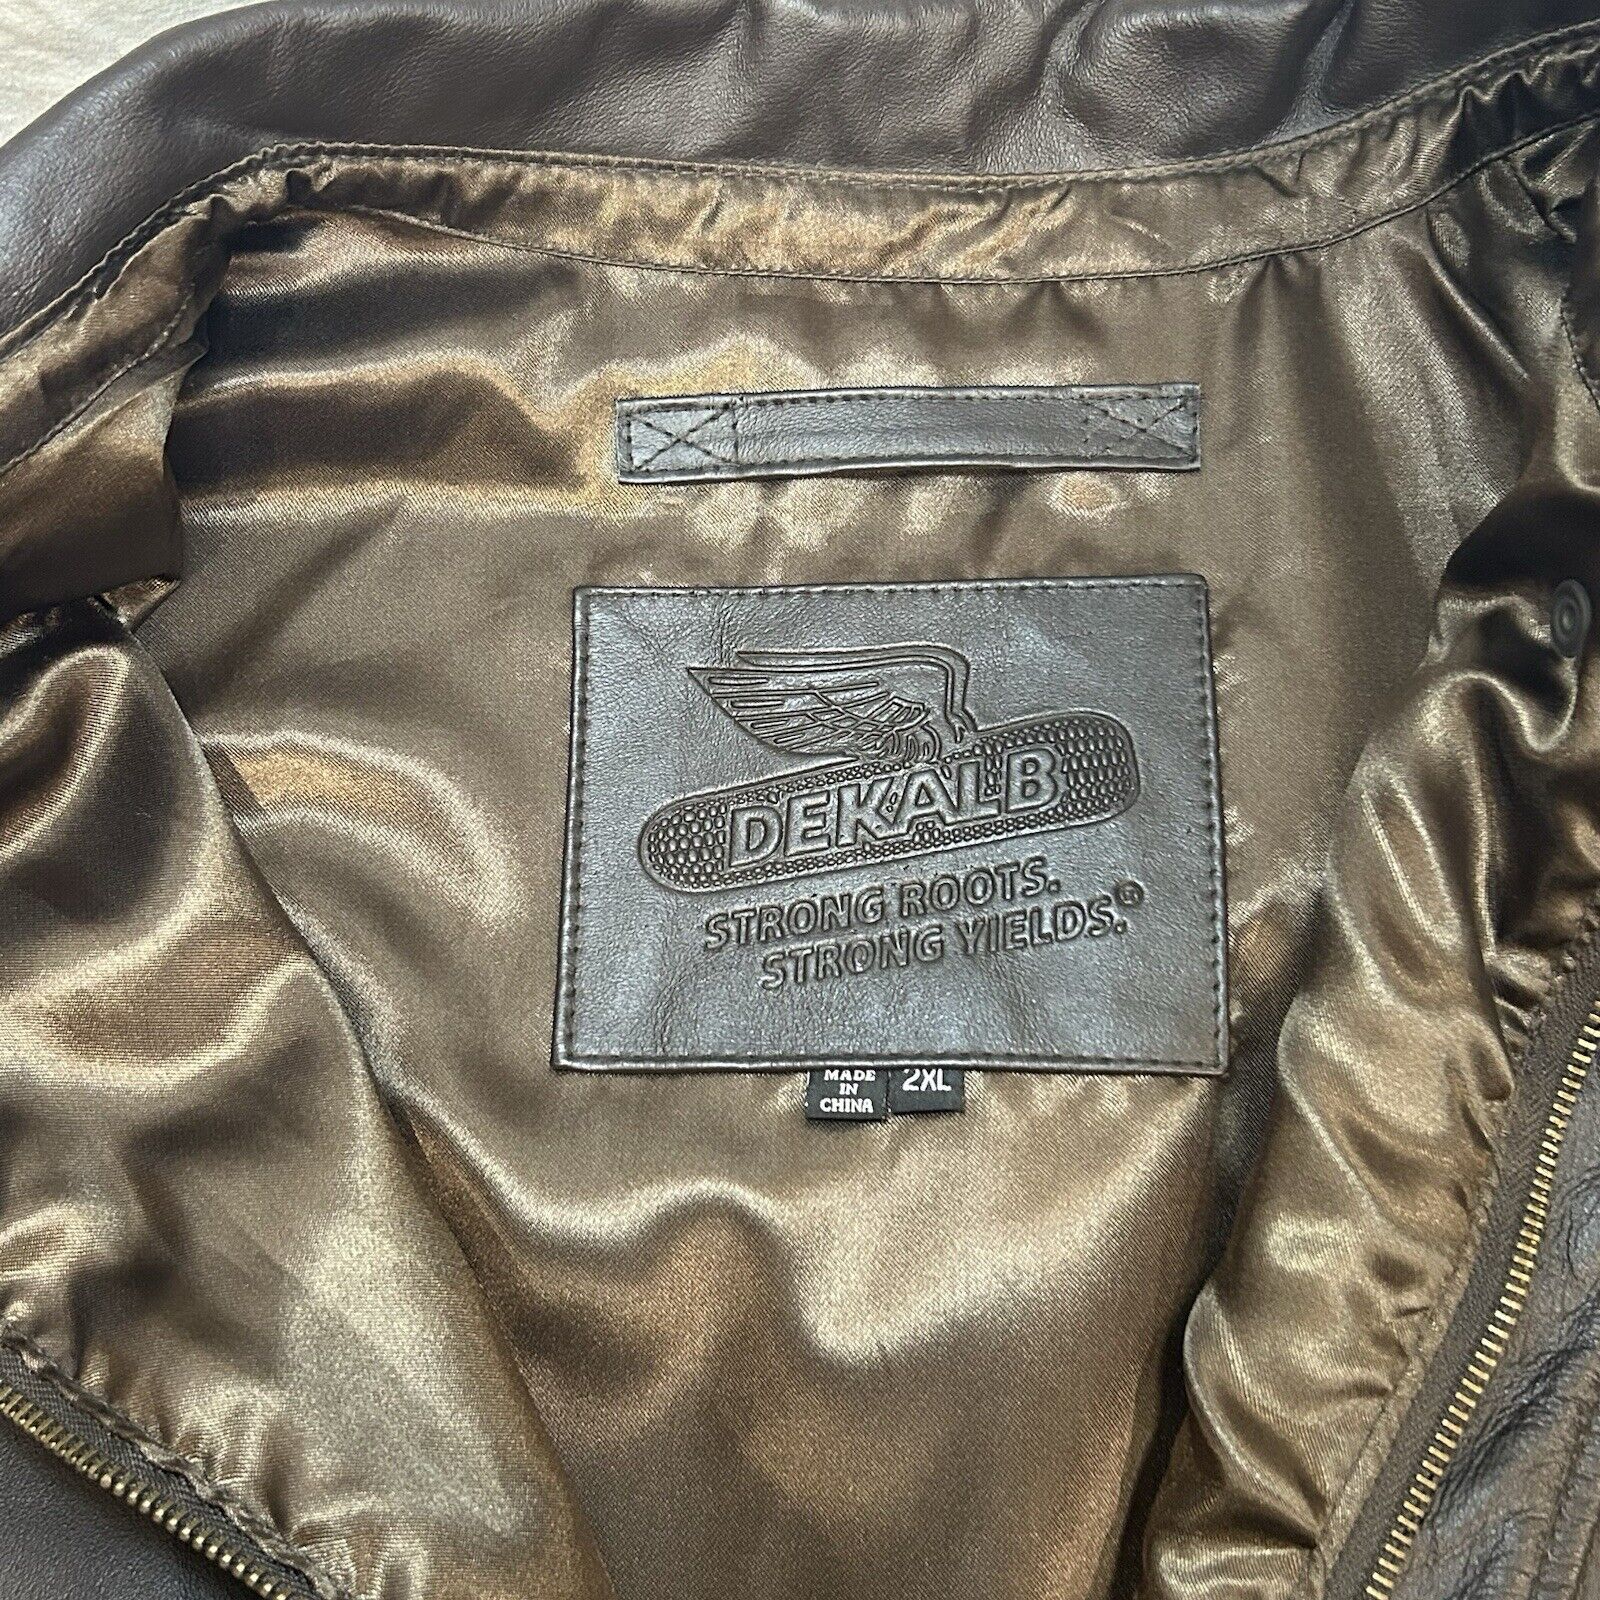 DEKALB
STRONG ROOTS.
STRONG YIELDS.®
MADE
IN
CHINA
2XL